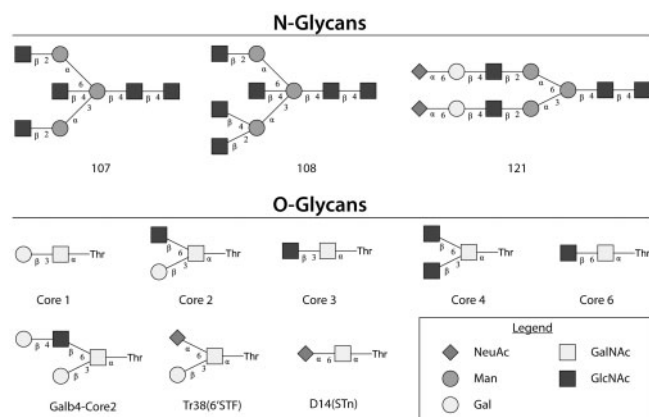 N-Glycans
β 2 α β 2 α β 2 β 4 α 6
6 6 α 6
β 4 β 4 β 4 β 4 β 4 β 4 β 4 β 4
3 3 3
β 2 α β 4 α α 6 β 4 β 2 α
β 2
107 108 121
O-Glycans
β 3 α Thr β 6 β 3 α Thr β 3 α Thr β 6 β 3 α Thr β 6 α Thr
Core 1 Core 2 Core 3 Core 4 Core 6
β 4 β 6 β 3 α Thr α 6 β 3 α Thr α 6 α Thr
Galb4-Core2 Tr38(6'STF) D14(STn)
Legend
NeuAc GalNAc
Man GlcNAc
Gal